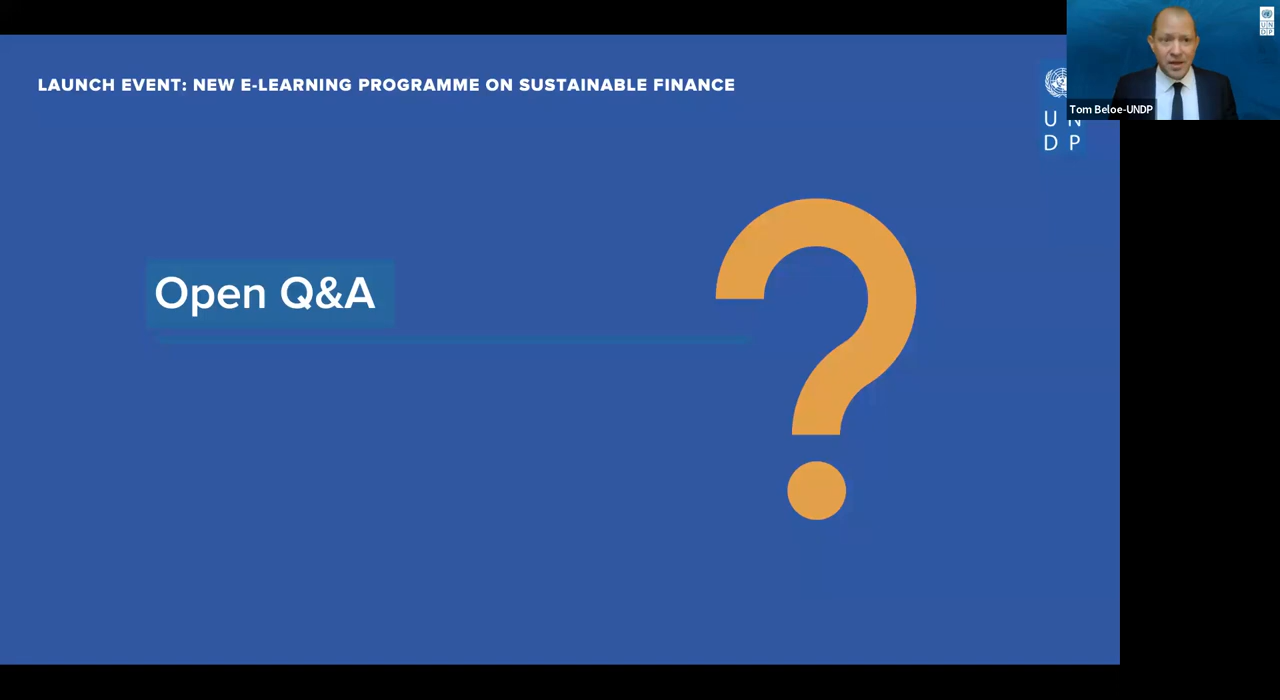 LAUNCH EVENT: NEW E-LEARNING PROGRAMME ON SUSTAINABLE FINANCE
Tom Beloe-UNDP
U N
D P
U N
D P
Open Q&A
?